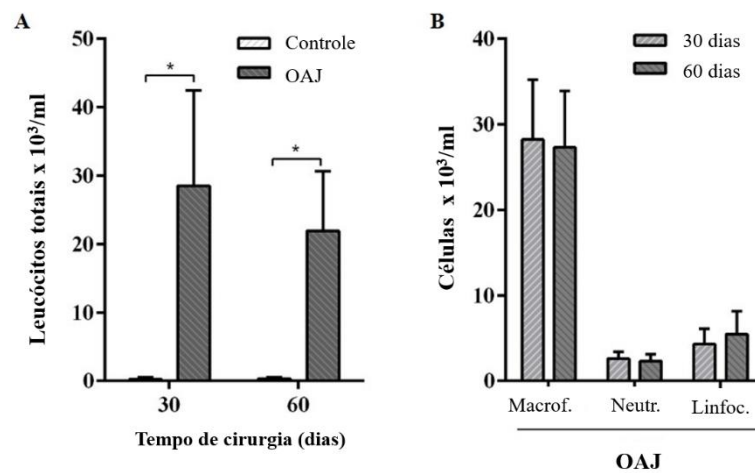 A
Leucócitos totais x 10³/ml
50
40
30
20
10
0
Controle
OAJ
*
*
30
60
Tempo de cirurgia (dias)
B
Células x 10³/ml
40
30
20
10
0
30 dias
60 dias
Macrof.
Neutr.
Linfoc.
OAJ